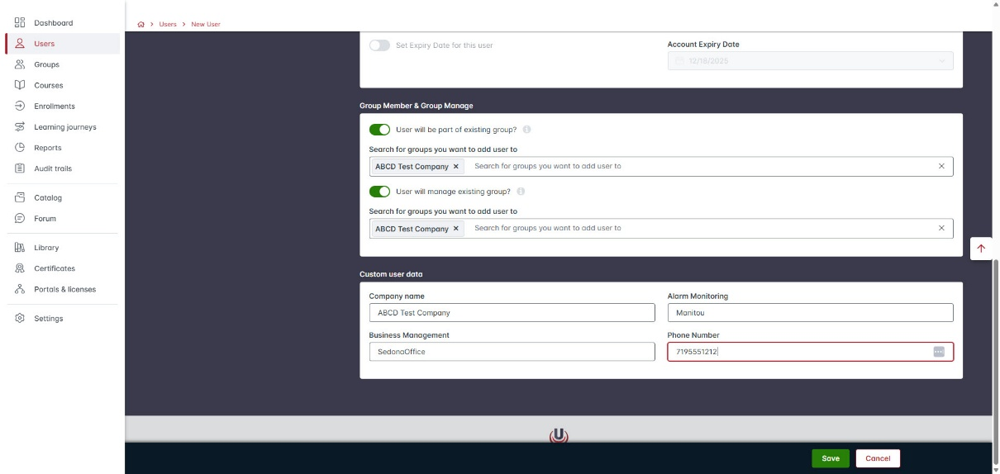 Dashboard
Users
Groups
Courses
Enrollments
Learning journeys
Reports
Audit trails
Catalog
Forum
Library
Certificates
Portals & licenses
Settings
Users
New User
Set Expiry Date for this user
Account Expiry Date
12/18/2025
Group Member & Group Manage
User will be part of existing group?
Search for groups you want to add user to
ABCD Test Company Search for groups you want to add user to
User will manage existing group?
Search for groups you want to add user to
ABCD Test Company Search for groups you want to add user to
Custom user data
Company name
ABCD Test Company
Alarm Monitoring
Manitou
Business Management
SedonaOffice
Phone Number
7195551212
U
Save
Cancel